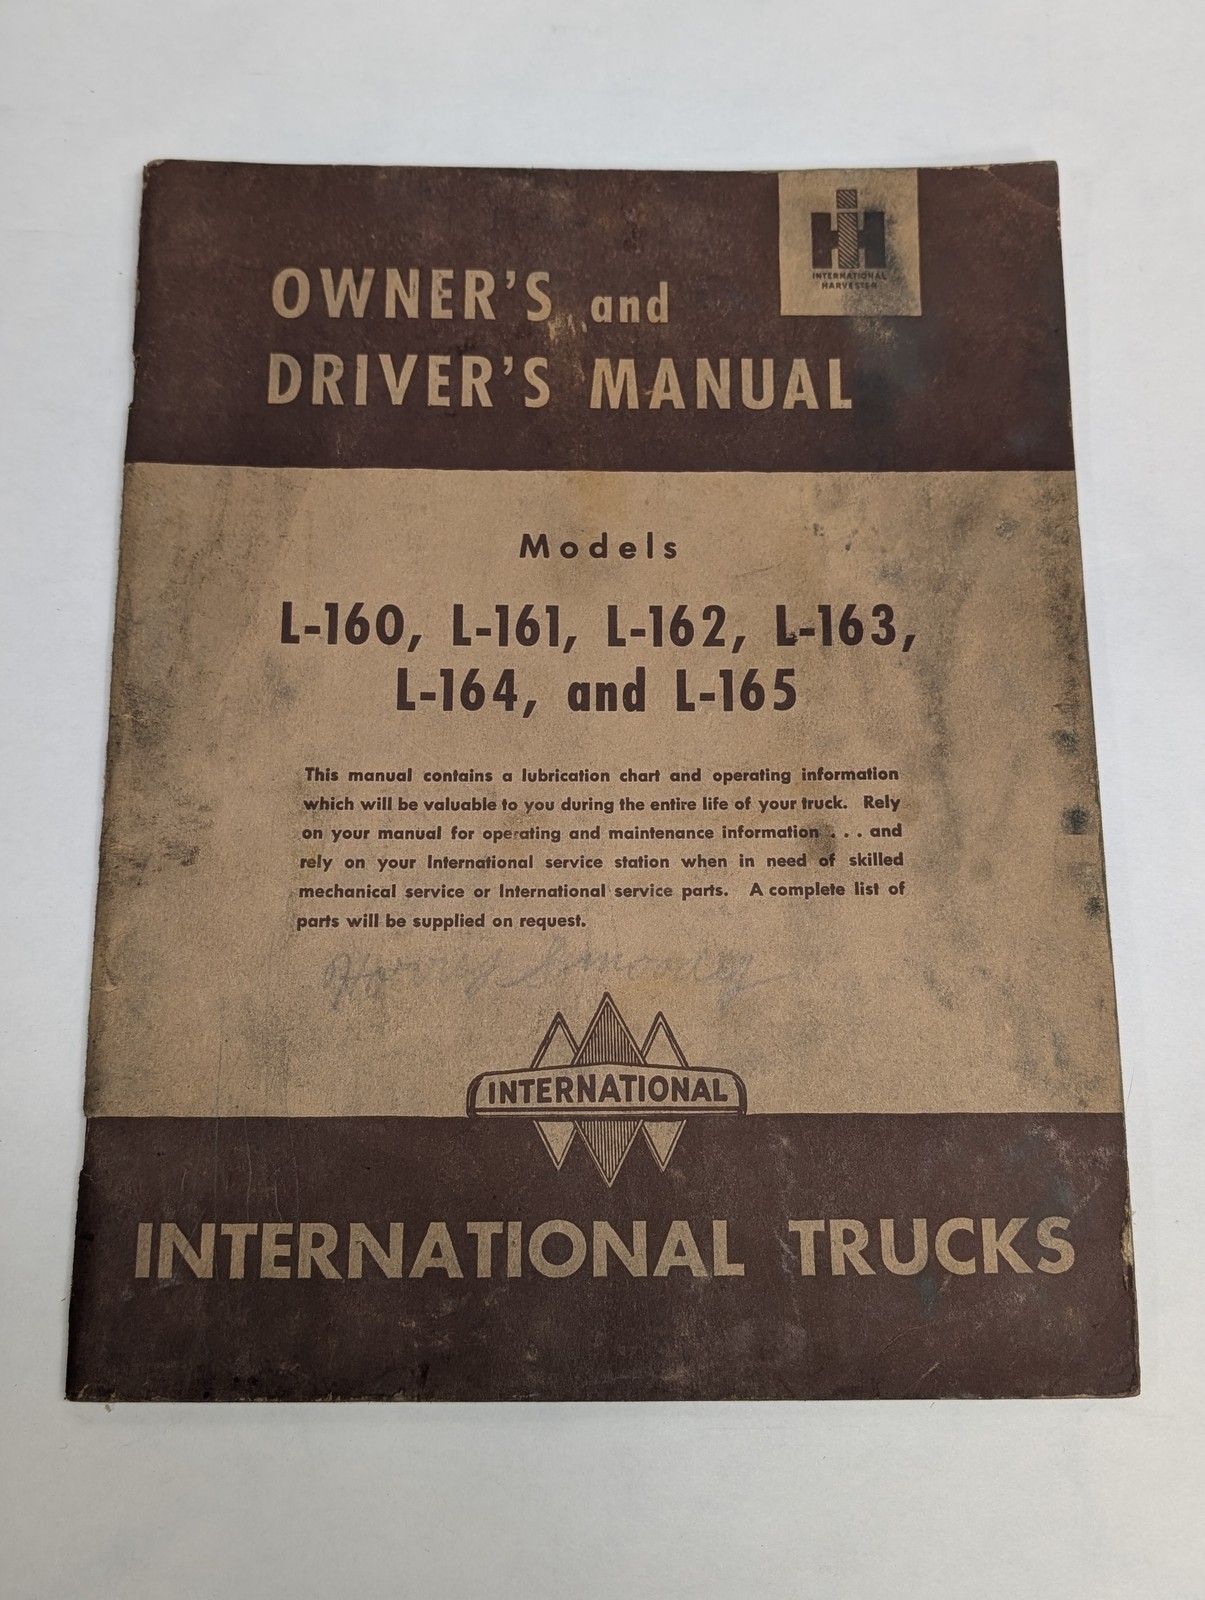 IH
INTERNATIONAL
HARVESTER
OWNER'S and
DRIVER'S MANUAL
Models
L-160, L-161, L-162, L-163,
L-164, and L-165
This manual contains a lubrication chart and operating information
which will be valuable to you during the entire life of your truck. Rely
on your manual for operating and maintenance information . . . and
rely on your International service station when in need of skilled
mechanical service or International service parts. A complete list of
parts will be supplied on request.
INTERNATIONAL
INTERNATIONAL TRUCKS